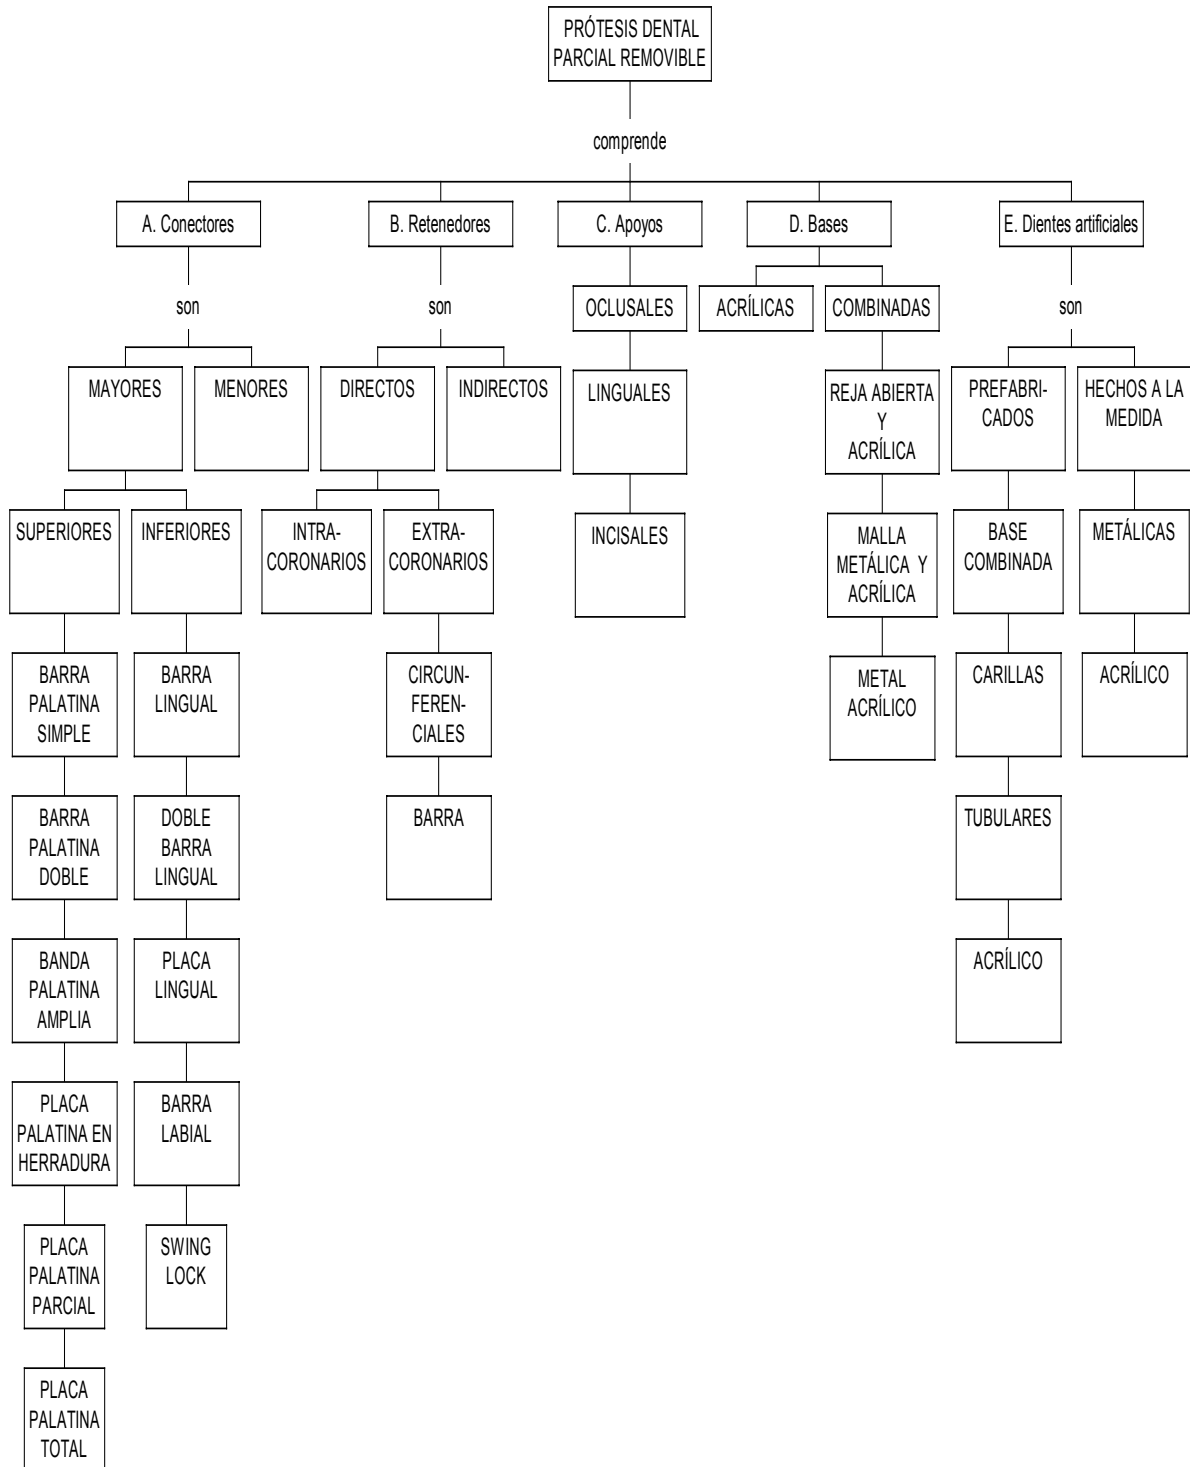 PRÓTESIS DENTAL
PARCIAL REMOVIBLE
comprende
A. Conectores
B. Retenedores
C. Apoyos
D. Bases
E. Dientes artificiales
son
son
OCLUSALES
ACRÍLICAS
COMBINADAS
son
MAYORES
MENORES
DIRECTOS
INDIRECTOS
LINGUALES
REJA ABIERTA
Y
ACRÍLICA
PREFABRI-
CADOS
HECHOS A LA
MEDIDA
SUPERIORES
INFERIORES
INTRA-
CORONARIOS
EXTRA-
CORONARIOS
INCISALES
MALLA
METÁLICA Y
ACRÍLICA
BASE
COMBINADA
METÁLICAS
BARRA
PALATINA
SIMPLE
BARRA
LINGUAL
CIRCUN-
FEREN-
CIALES
METAL
ACRÍLICO
CARILLAS
ACRÍLICO
BARRA
PALATINA
DOBLE
DOBLE
BARRA
LINGUAL
BARRA
TUBULARES
BANDA
PALATINA
AMPLIA
PLACA
LINGUAL
ACRÍLICO
PLACA
PALATINA EN
HERRADURA
BARRA
LABIAL
PLACA
PALATINA
PARCIAL
SWING
LOCK
PLACA
PALATINA
TOTAL